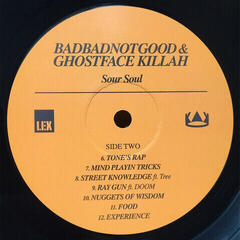 BADBADNOTGOOD &
GHOSTFACE KILLAH
Sour Soul
LEX
SIDE TWO
6. TONE'S RAP
7. MIND PLAYIN TRICKS
8. STREET KNOWLEDGE ft. Tree
9. RAY GUN ft. DOOM
10. NUGGETS OF WISDOM
11. FOOD
12. EXPERIENCE